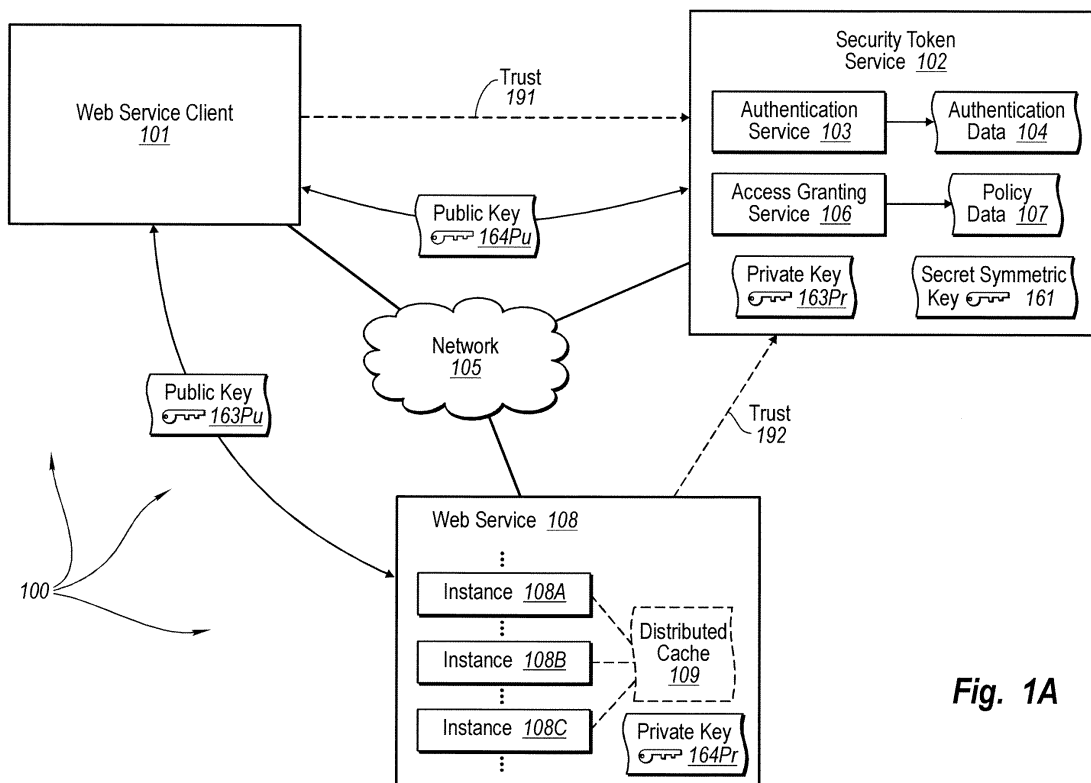 Web Service Client
101
Trust
191
Security Token
Service 102
Authentication
Service 103
Authentication
Data 104
Access Granting
Service 106
Policy
Data 107
Private Key
163Pr
Secret Symmetric
Key 161
Public Key
164Pu
Network
105
Public Key
163Pu
Trust
192
100
Web Service 108
Instance 108A
Instance 108B
Instance 108C
Distributed
Cache
109
Private Key
164Pr
Fig. 1A